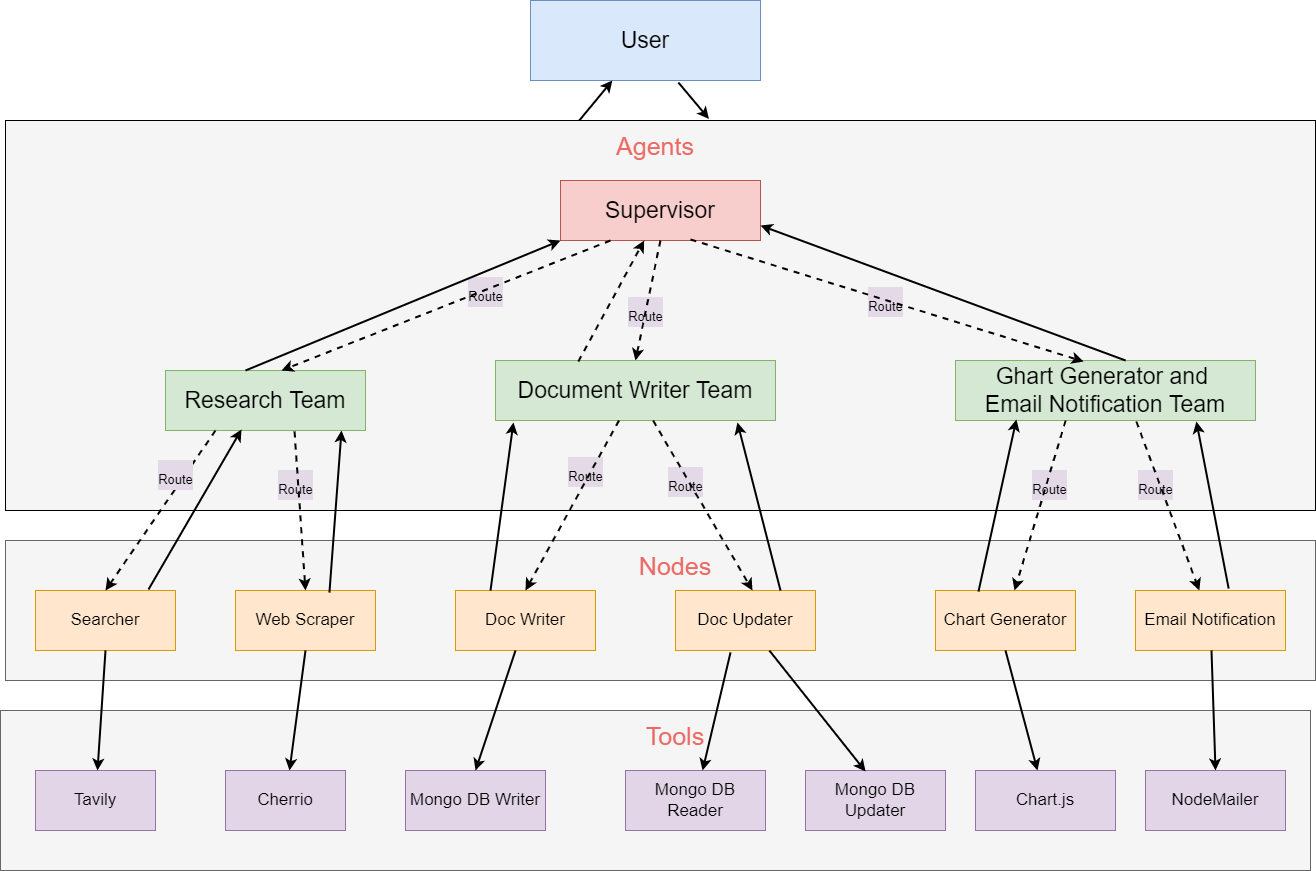 User
Agents
Supervisor
Route
Route
Route
Research Team
Document Writer Team
Ghart Generator and
Email Notification Team
Route
Route
Route
Route
Route
Route
Nodes
Searcher
Web Scraper
Doc Writer
Doc Updater
Chart Generator
Email Notification
Tools
Tavily
Cherrio
Mongo DB Writer
Mongo DB
Reader
Mongo DB
Updater
Chart.js
NodeMailer